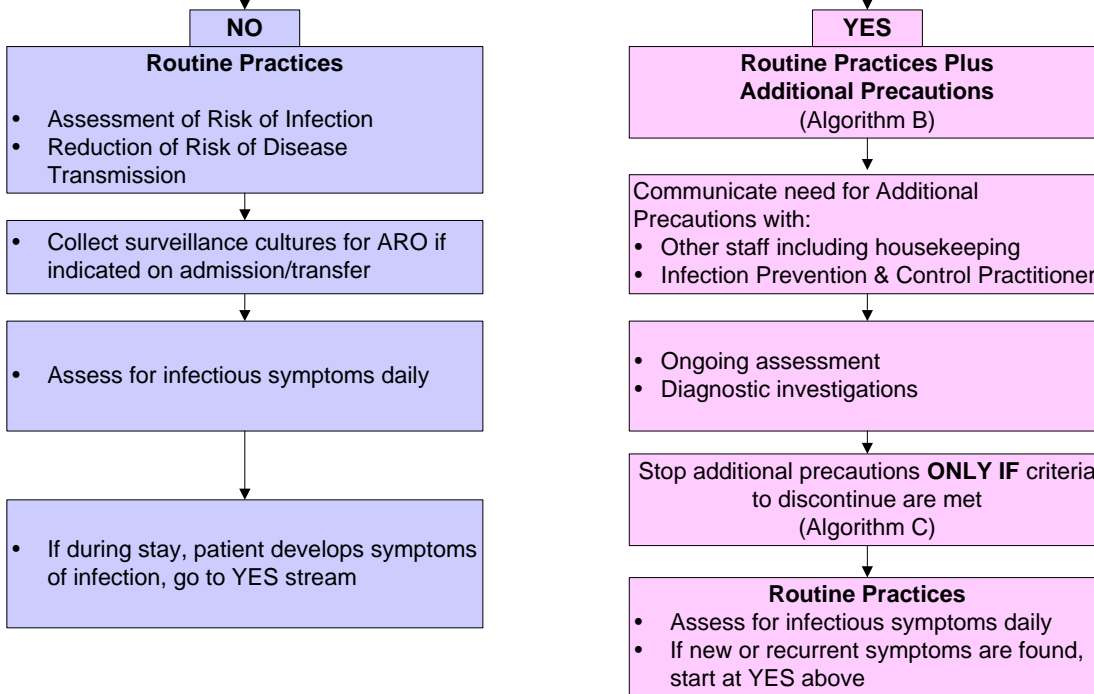 NO
Routine Practices
• Assessment of Risk of Infection
• Reduction of Risk of Disease
Transmission
• Collect surveillance cultures for ARO if
indicated on admission/transfer
• Assess for infectious symptoms daily
• If during stay, patient develops symptoms
of infection, go to YES stream
YES
Routine Practices Plus
Additional Precautions
(Algorithm B)
Communicate need for Additional
Precautions with:
• Other staff including housekeeping
• Infection Prevention & Control Practitioner
• Ongoing assessment
• Diagnostic investigations
Stop additional precautions ONLY IF criteria
to discontinue are met
(Algorithm C)
Routine Practices
• Assess for infectious symptoms daily
• If new or recurrent symptoms are found,
start at YES above